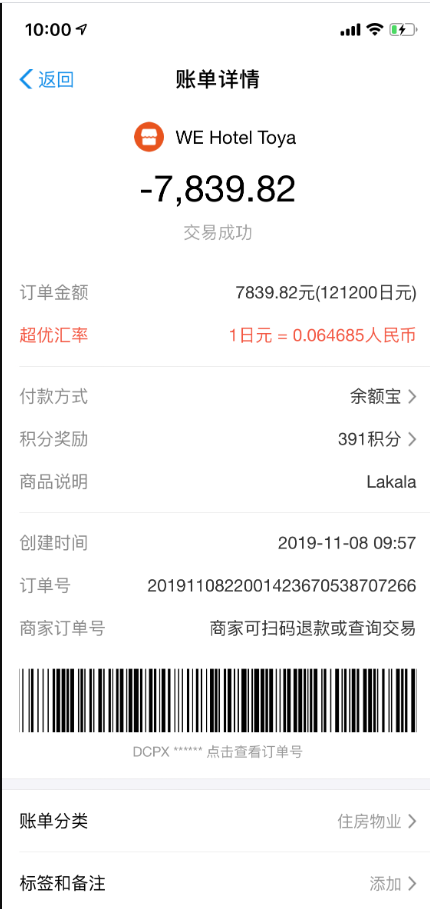 10:00
返回 账单详情
WE Hotel Toya
-7,839.82
交易成功
订单金额 7839.82元(121200日元)
超优汇率 1日元 = 0.064685人民币
付款方式 余额宝
积分奖励 391积分
商品说明 Lakala
创建时间 2019-11-08 09:57
订单号 2019110822001423670538707266
商家订单号 商家可扫码退款或查询交易
DCPX ****** 点击查看订单号
账单分类 住房物业
标签和备注 添加